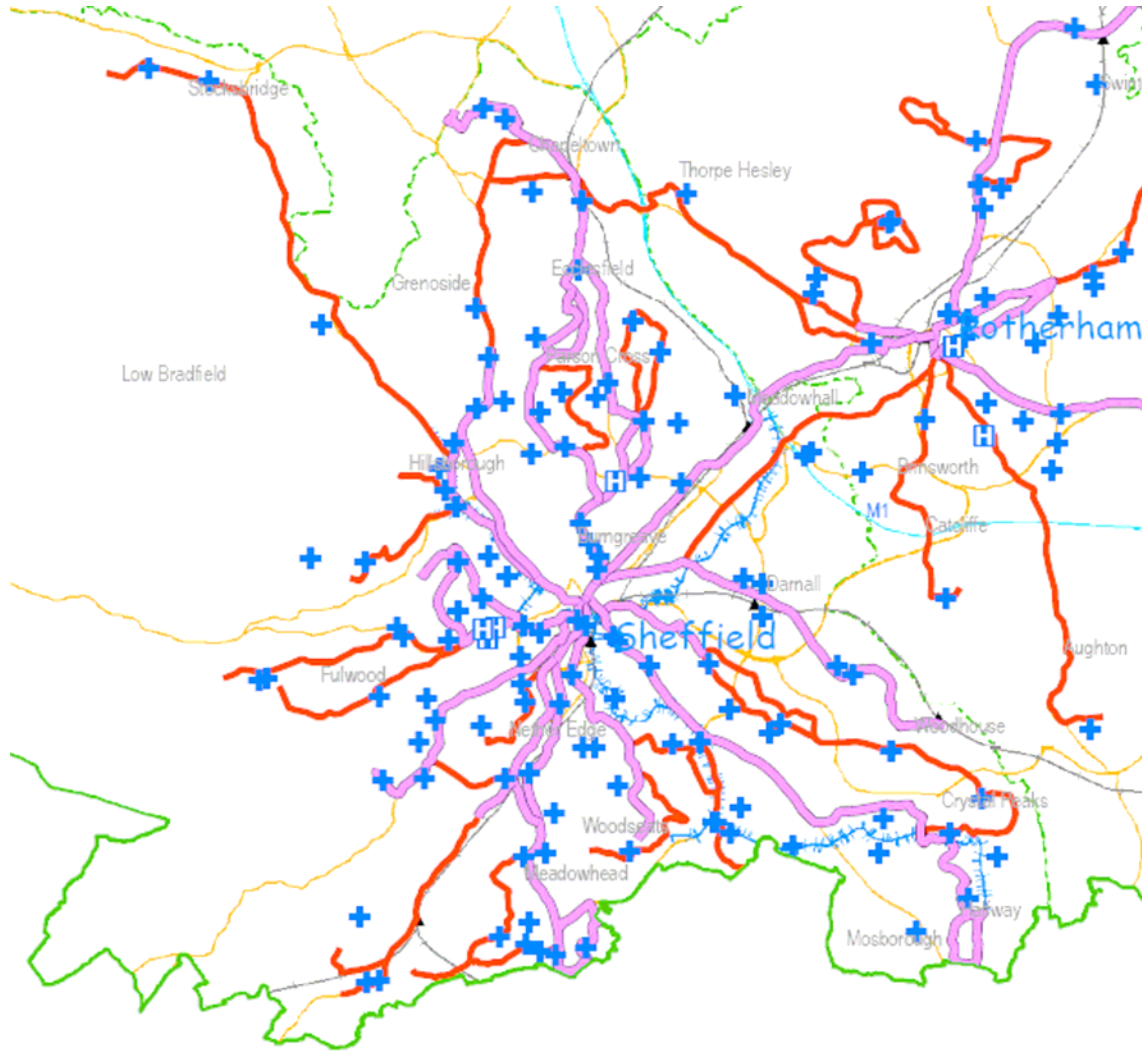 Swin
Stocksbridge
Chapeltown
Thorpe Hesley
Ecclesfield
Grenoside
Rotherham
H
Parson Cross
Low Bradfield
Meadowhall
H
Hillsborough
Brinsworth
H
M1
Catcliffe
Burngreave
Darnall
H H
Sheffield
Aughton
Fulwood
Nether Edge
Woodhouse
Crystal Peaks
Woodseats
Meadowhead
Halfway
Mosborough